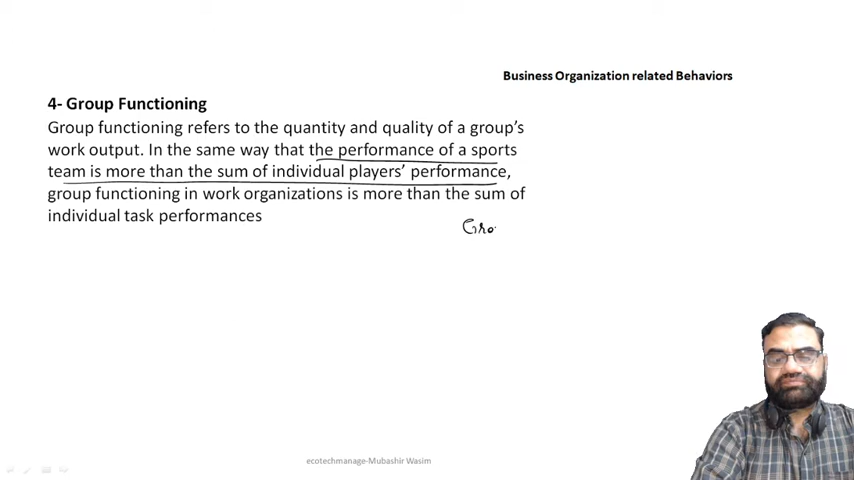 Business Organization related Behaviors
4- Group Functioning
Group functioning refers to the quantity and quality of a group's
work output. In the same way that the performance of a sports
team is more than the sum of individual players' performance,
group functioning in work organizations is more than the sum of
individual task performances
Gro
ecotechmanage-Mubashir Wasim